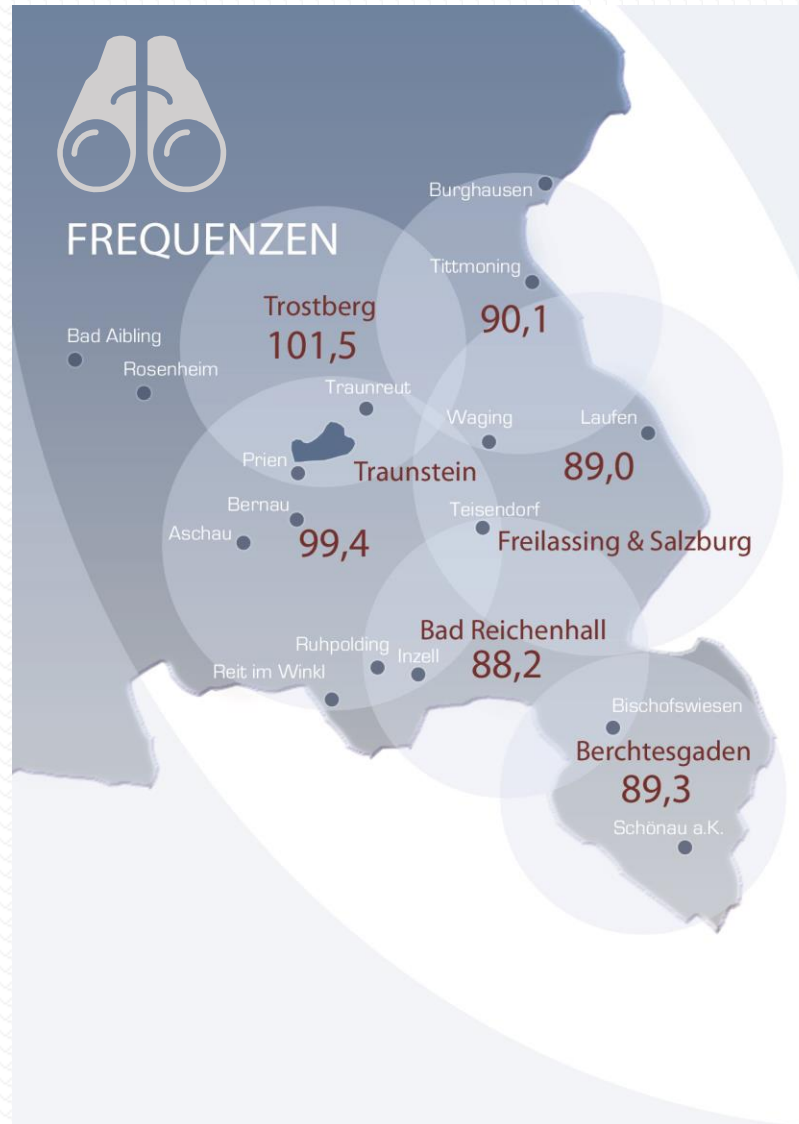 FREQUENZEN
Burghausen
Tittmoning
90,1
Trostberg
101,5
Bad Aibling
Rosenheim
Traunreut
Waging
Laufen
89,0
Prien
Traunstein
Bernau
Aschau
99,4
Teisendorf
Freilassing & Salzburg
Bad Reichenhall
88,2
Ruhpolding
Inzell
Reit im Winkl
Bischofswiesen
Berchtesgaden
89,3
Schönau a.K.